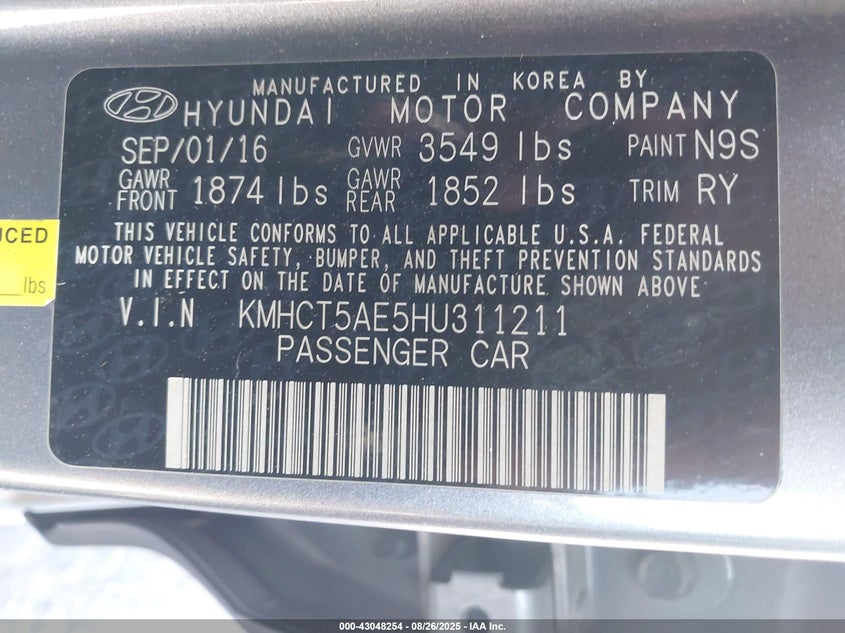 MANUFACTURED IN KOREA BY
HYUNDAI MOTOR COMPANY
SEP/01/16 GVWR 3549 lbs PAINT N9S
GAWR FRONT 1874 lbs GAWR REAR 1852 lbs TRIM RY
THIS VEHICLE CONFORMS TO ALL APPLICABLE U.S.A. FEDERAL
MOTOR VEHICLE SAFETY, BUMPER, AND THEFT PREVENTION STANDARDS
IN EFFECT ON THE DATE OF MANUFACTURE SHOWN ABOVE
V.I.N KMHCT5AE5HU311211
PASSENGER CAR
lbs
000-43048254 - 08/26/2025 - WWW.IAAI.COM